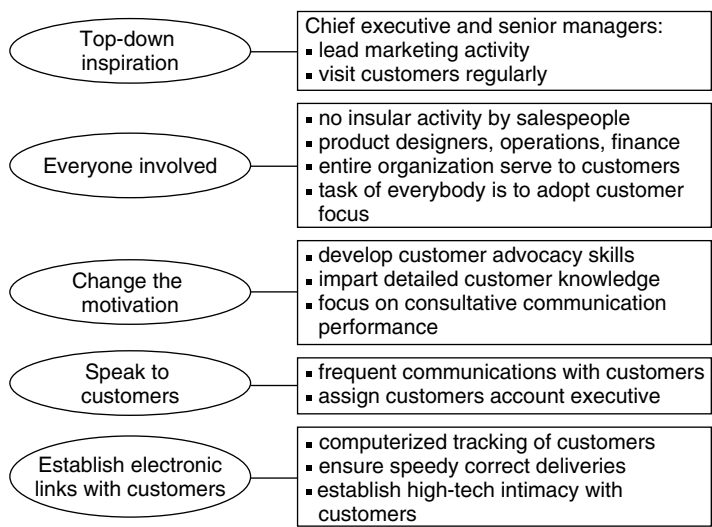 Top-down
inspiration
Chief executive and senior managers:
▪ lead marketing activity
▪ visit customers regularly
Everyone involved
▪ no insular activity by salespeople
▪ product designers, operations, finance
▪ entire organization serve to customers
▪ task of everybody is to adopt customer
focus
Change the
motivation
▪ develop customer advocacy skills
▪ impart detailed customer knowledge
▪ focus on consultative communication
performance
Speak to
customers
▪ frequent communications with customers
▪ assign customers account executive
Establish electronic
links with customers
▪ computerized tracking of customers
▪ ensure speedy correct deliveries
▪ establish high-tech intimacy with
customers